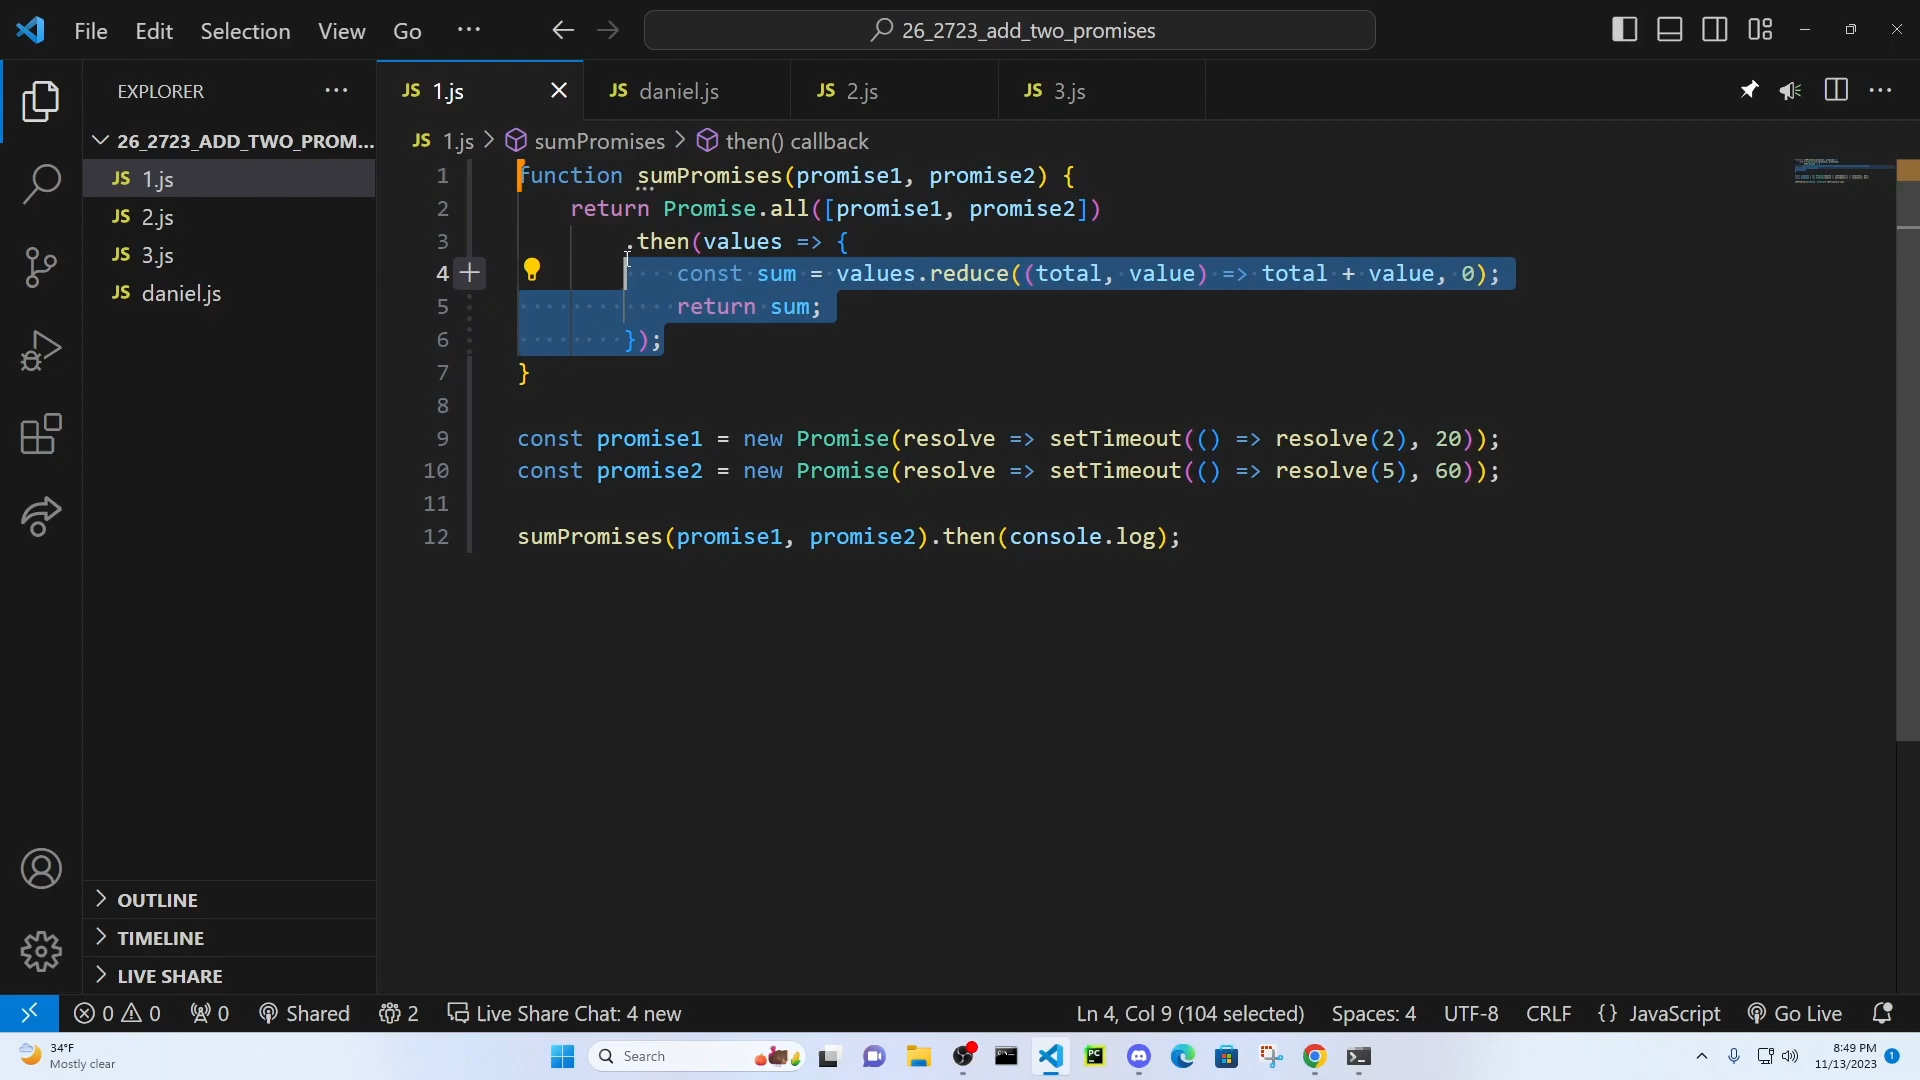 File Edit Selection View Go ··· 26_2723_add_two_promises
EXPLORER ···
26_2723_ADD_TWO_PROM...
JS 1.js
JS 2.js
JS 3.js
JS daniel.js
OUTLINE
TIMELINE
LIVE SHARE
JS 1.js JS daniel.js JS 2.js JS 3.js
JS 1.js > sumPromises > then() callback
1 function sumPromises(promise1, promise2) {
2 return Promise.all([promise1, promise2])
3 .then(values => {
4 const sum = values.reduce((total, value) => total + value, 0);
5 return sum;
6 });
7 }
8
9 const promise1 = new Promise(resolve => setTimeout(() => resolve(2), 20));
10 const promise2 = new Promise(resolve => setTimeout(() => resolve(5), 60));
11
12 sumPromises(promise1, promise2).then(console.log);
0 0 0 Shared 2 Live Share Chat: 4 new Ln 4, Col 9 (104 selected) Spaces: 4 UTF-8 CRLF {} JavaScript Go Live
34°F
Mostly clear
Search
PC
8:49 PM
11/13/2023
1